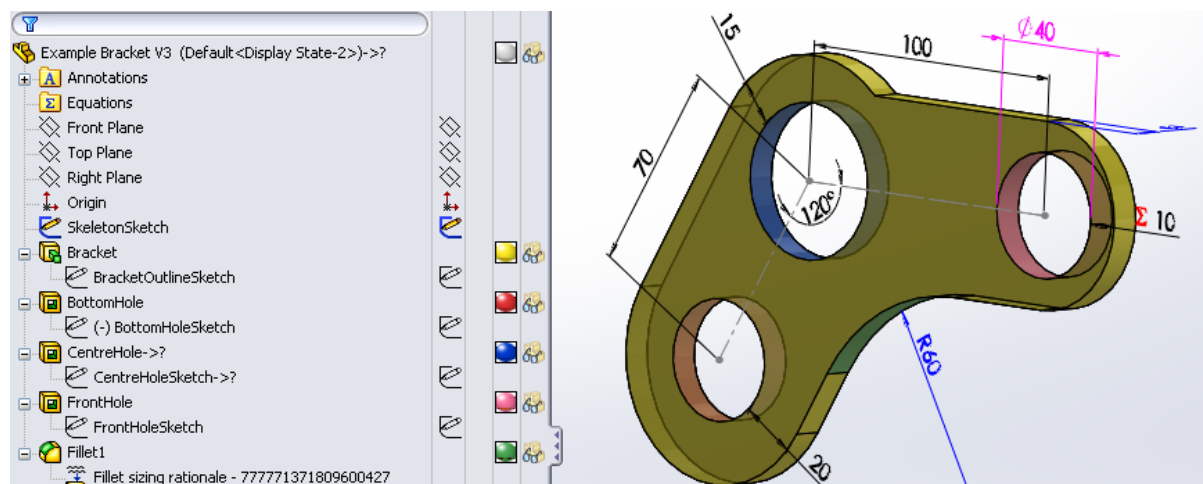 Example Bracket V3 (Default<Display State-2>)->?
Annotations
Equations
Front Plane
Top Plane
Right Plane
Origin
SkeletonSketch
Bracket
BracketOutlineSketch
BottomHole
(-) BottomHoleSketch
CentreHole->?
CentreHoleSketch->?
FrontHole
FrontHoleSketch
Fillet1
Fillet sizing rationale - 777771371809600427
15
100
∅40
70
120°
Σ 10
R60
20